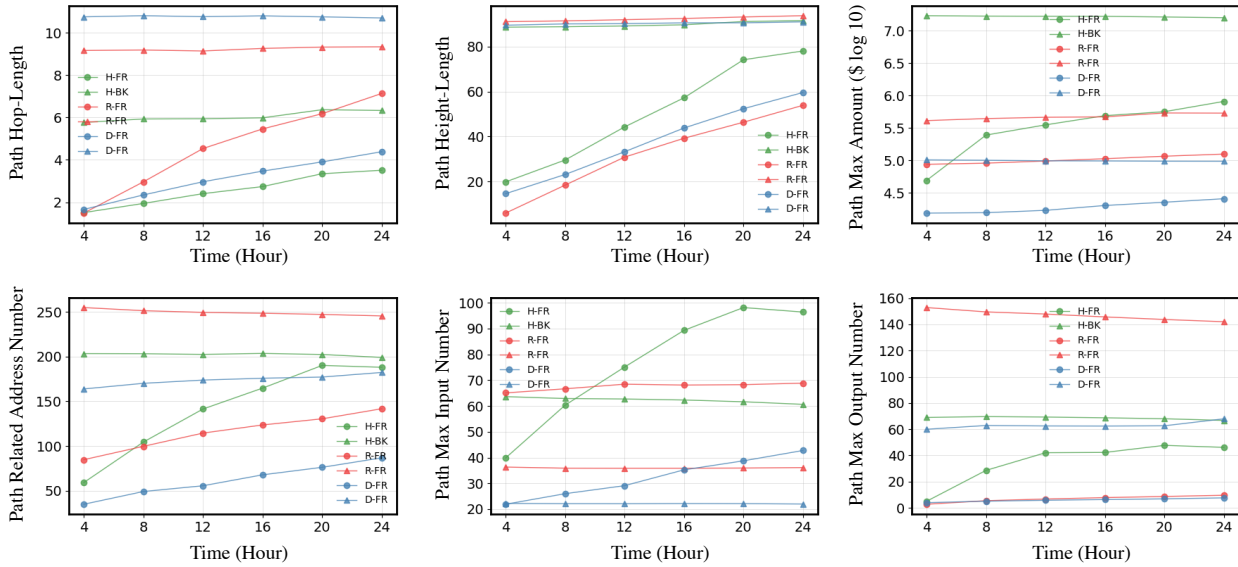 Path Hop-Length
10
8
6
4
2
H-FR
H-BK
R-FR
R-FR
D-FR
D-FR
4 8 12 16 20 24
Time (Hour)
Path Height-Length
80
60
40
20
H-FR
H-BK
R-FR
R-FR
D-FR
D-FR
4 8 12 16 20 24
Time (Hour)
Path Max Amount ($ log 10)
7.0
6.5
6.0
5.5
5.0
4.5
H-FR
H-BK
R-FR
R-FR
D-FR
D-FR
4 8 12 16 20 24
Time (Hour)
Path Related Address Number
250
200
150
100
50
H-FR
H-BK
R-FR
R-FR
D-FR
D-FR
4 8 12 16 20 24
Time (Hour)
Path Max Input Number
100
90
80
70
60
50
40
30
20
H-FR
H-BK
R-FR
R-FR
D-FR
D-FR
4 8 12 16 20 24
Time (Hour)
Path Max Output Number
160
140
120
100
80
60
40
20
0
H-FR
H-BK
R-FR
R-FR
D-FR
D-FR
4 8 12 16 20 24
Time (Hour)